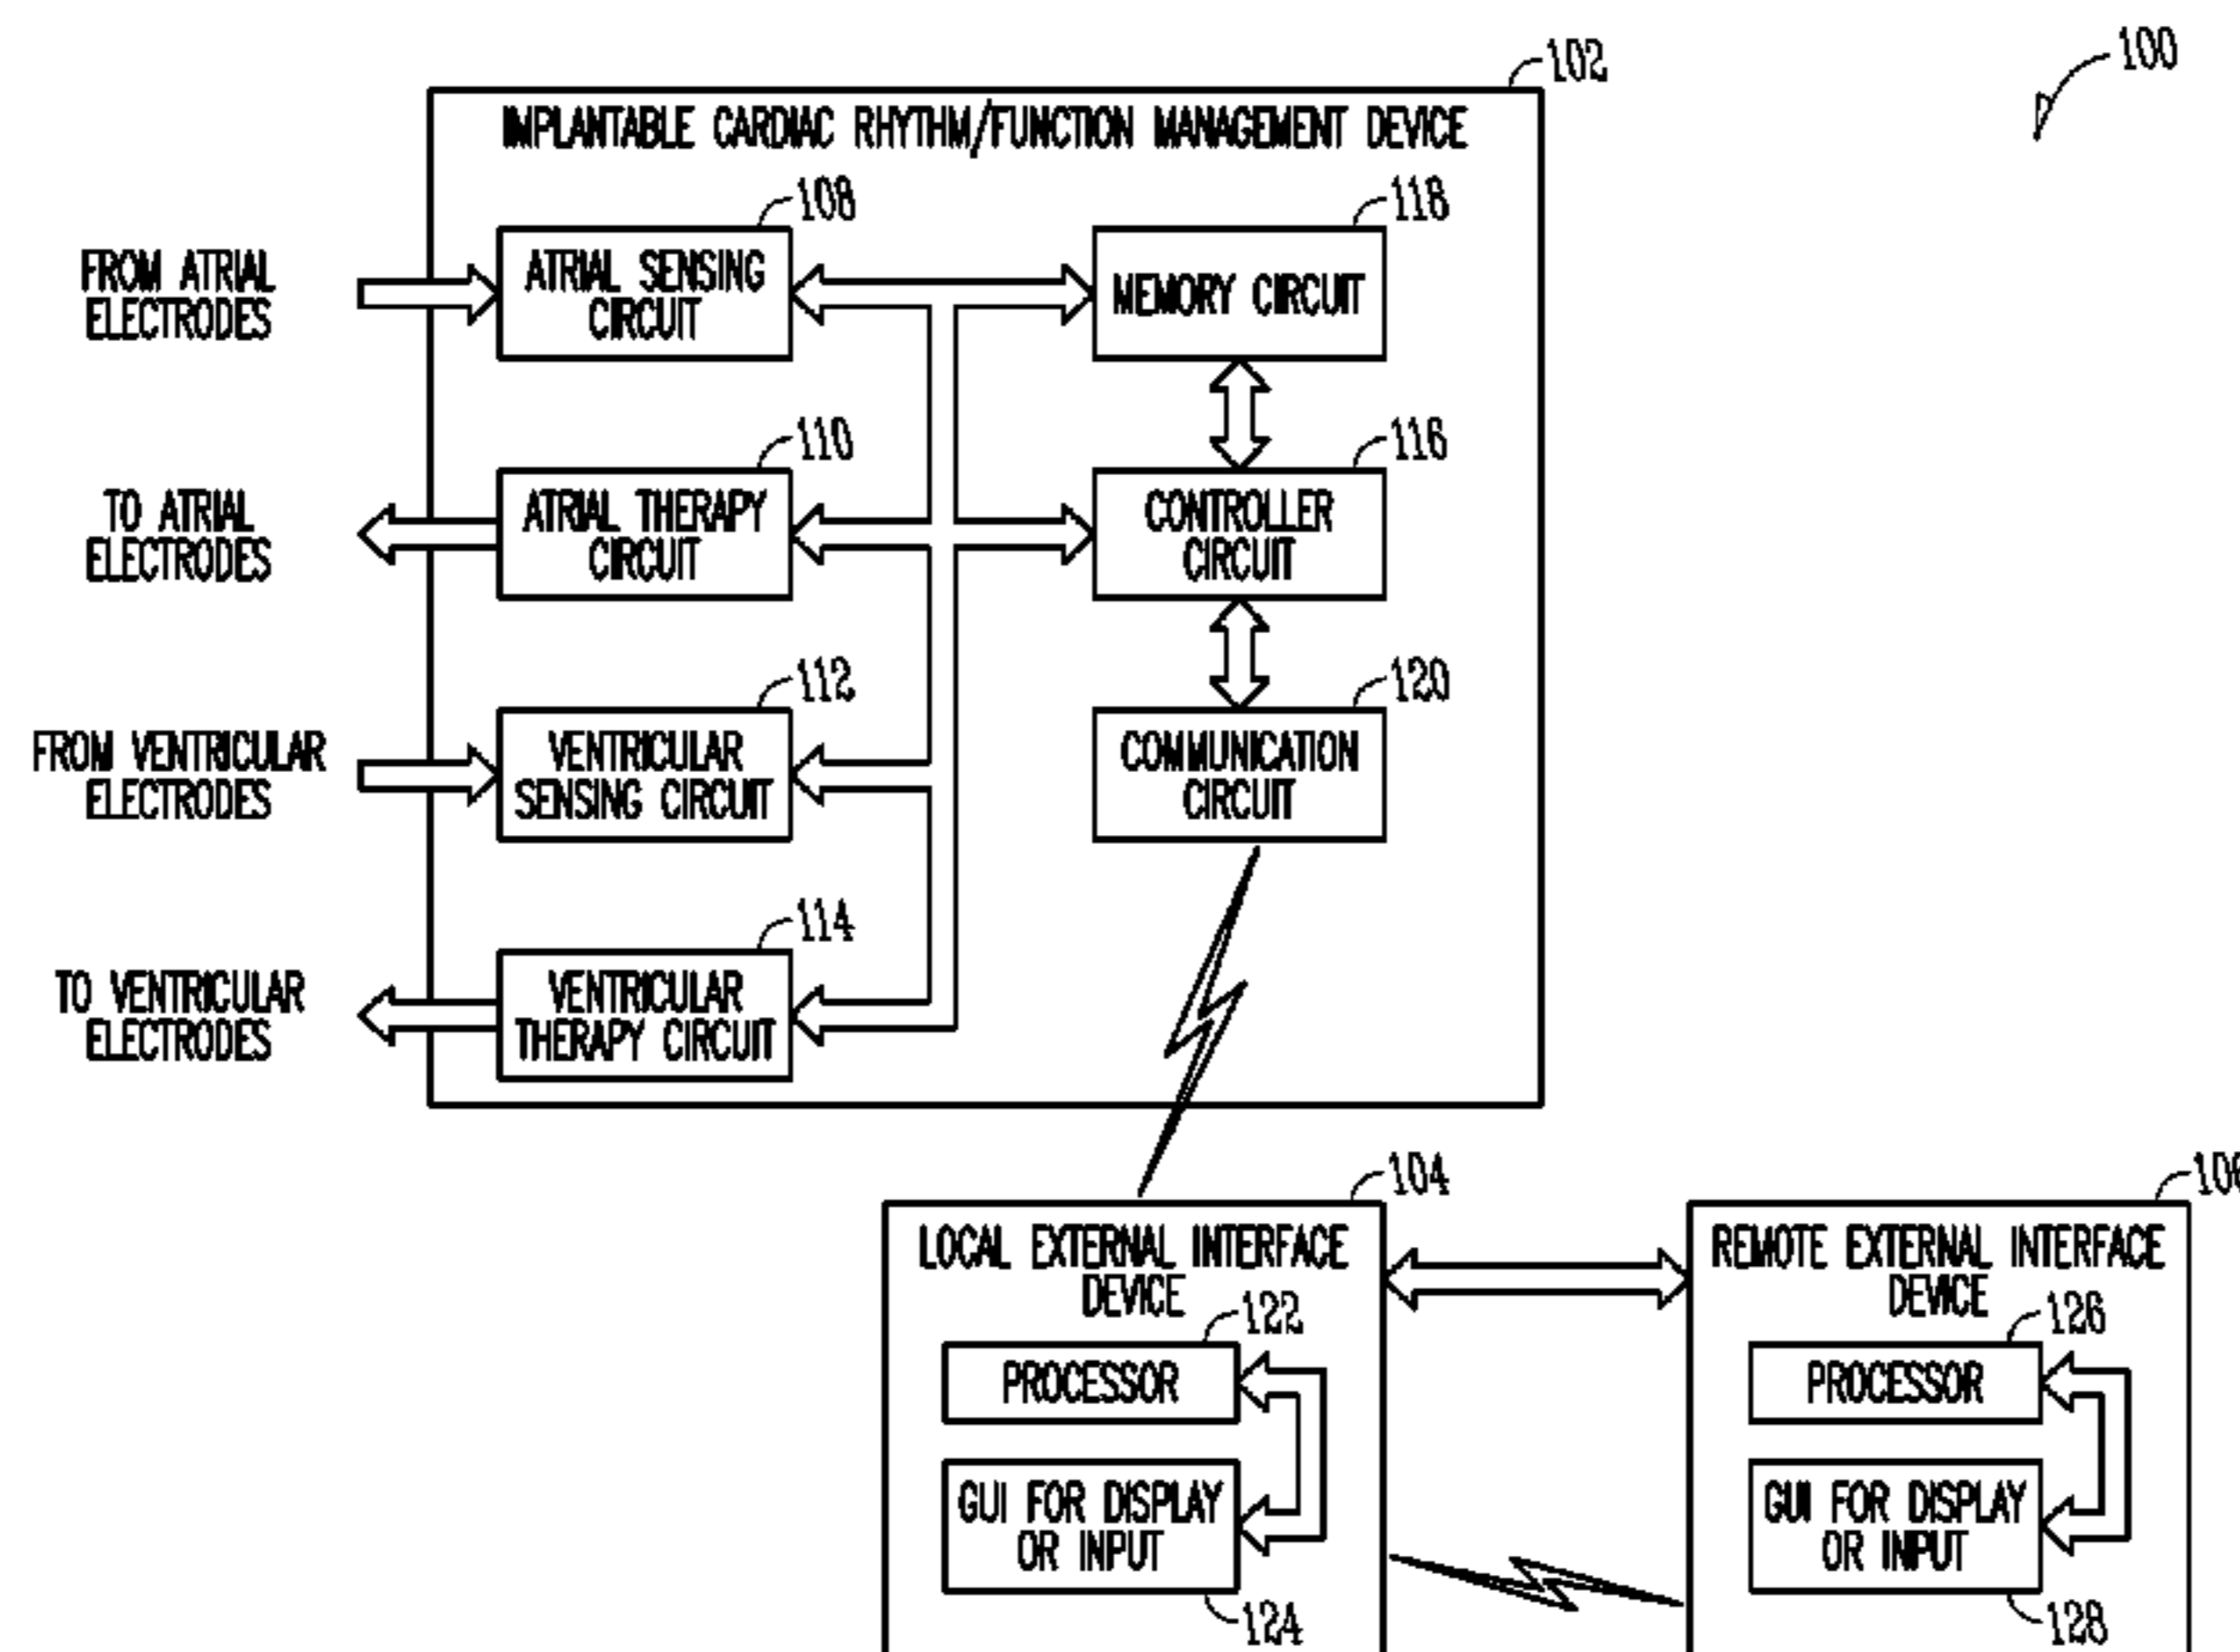 100
102
IMPLANTABLE CARDIAC RHYTHM/FUNCTION MANAGEMENT DEVICE
108
118
FROM ATRIAL
ELECTRODES
ATRIAL SENSING
CIRCUIT
MEMORY CIRCUIT
110
116
TO ATRIAL
ELECTRODES
ATRIAL THERAPY
CIRCUIT
CONTROLLER
CIRCUIT
112
120
FROM VENTRICULAR
ELECTRODES
VENTRICULAR
SENSING CIRCUIT
COMMUNICATION
CIRCUIT
114
TO VENTRICULAR
ELECTRODES
VENTRICULAR
THERAPY CIRCUIT
104
LOCAL EXTERNAL INTERFACE
DEVICE
122
PROCESSOR
GUI FOR DISPLAY
OR INPUT
124
REMOTE EXTERNAL INTERFACE
DEVICE
126
PROCESSOR
GUI FOR DISPLAY
OR INPUT
128